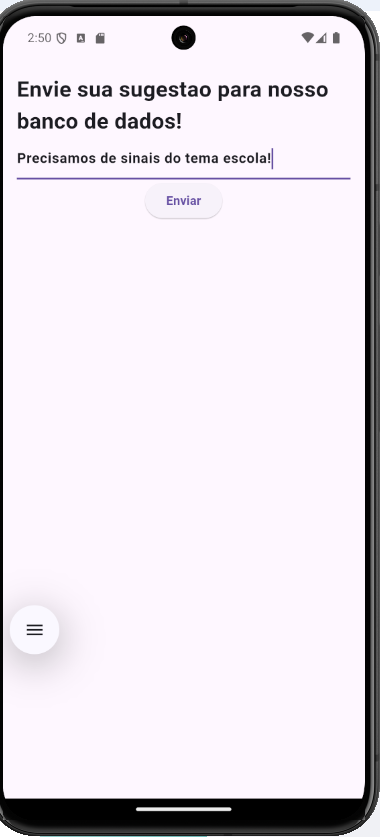 2:50
Envie sua sugestao para nosso
banco de dados!
Precisamos de sinais do tema escola!
Enviar